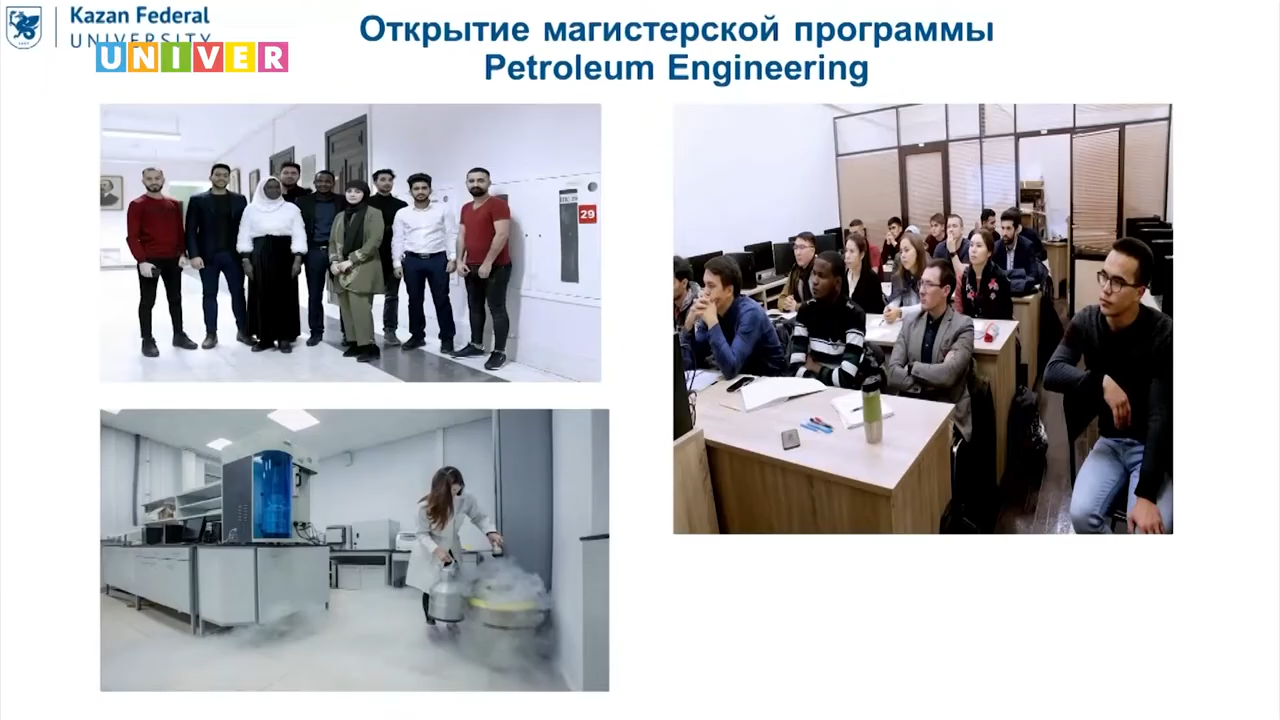 Kazan Federal
UNIVERSITY
UNIVER
Открытие магистерской программы
Petroleum Engineering
29